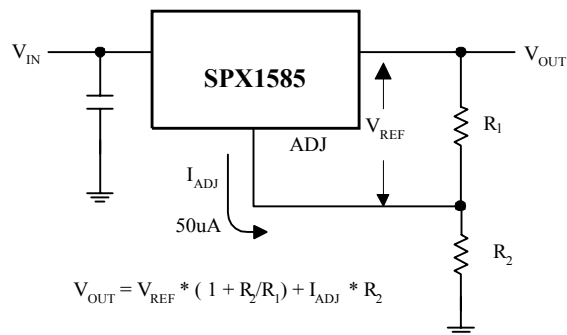 V_IN
SPX1585
V_OUT
ADJ
V_REF
R_1
I_ADJ
50uA
R_2
V_OUT = V_REF * ( 1 + R_2/R_1) + I_ADJ * R_2